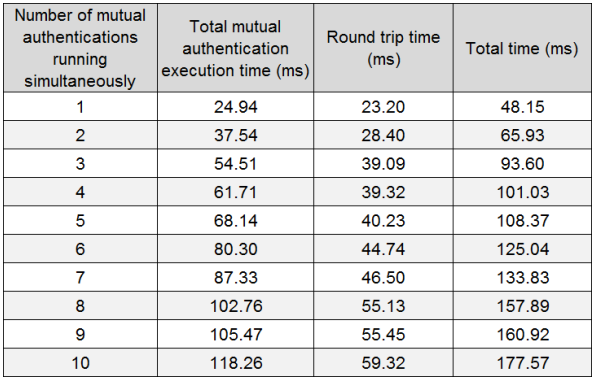 Number of mutual authentications running simultaneously Total mutual authentication execution time (ms) Round trip time (ms) Total time (ms)
1 24.94 23.20 48.15
2 37.54 28.40 65.93
3 54.51 39.09 93.60
4 61.71 39.32 101.03
5 68.14 40.23 108.37
6 80.30 44.74 125.04
7 87.33 46.50 133.83
8 102.76 55.13 157.89
9 105.47 55.45 160.92
10 118.26 59.32 177.57